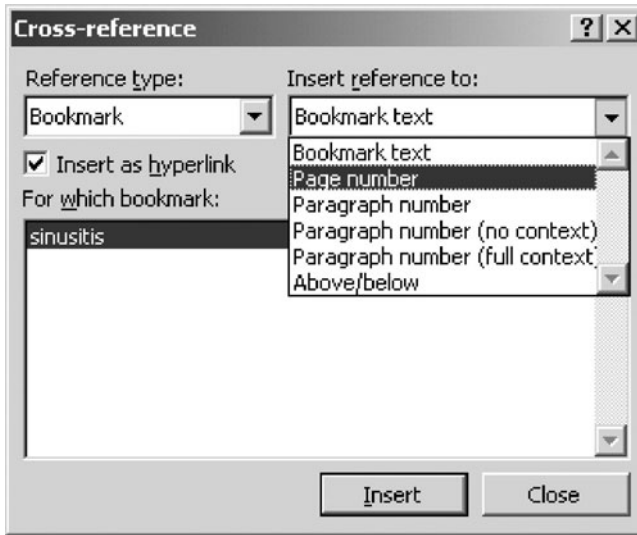 Cross-reference
Reference type:
Insert reference to:
Bookmark
Bookmark text
Insert as hyperlink
Bookmark text
Page number
For which bookmark:
Paragraph number
sinusitis
Paragraph number (no context)
Paragraph number (full context)
Above/below
Insert
Close